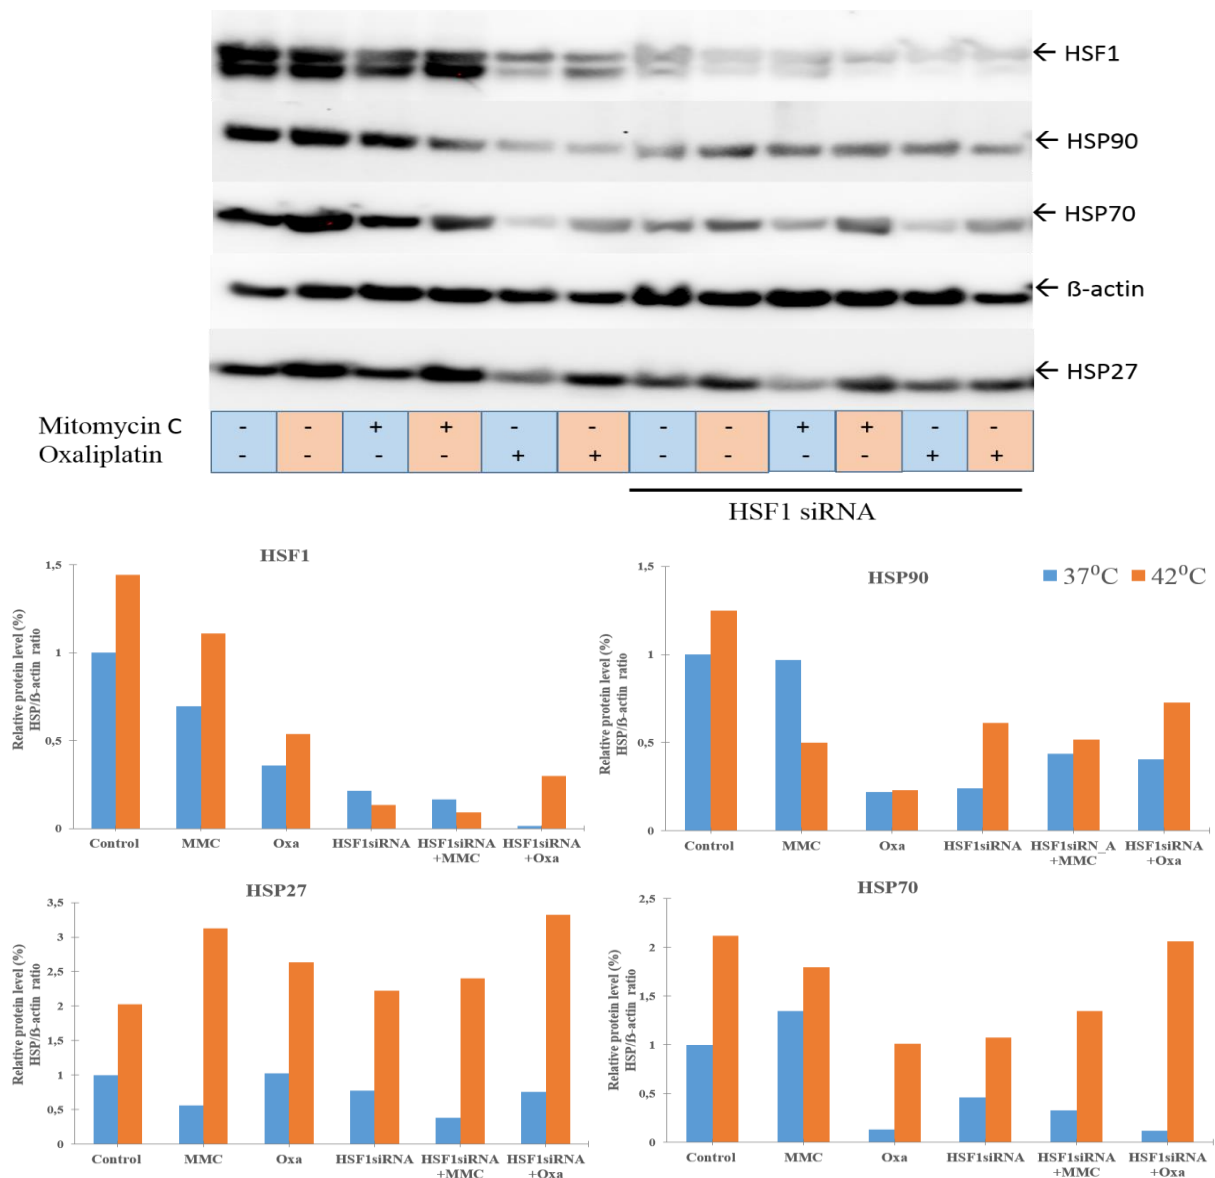 ← HSF1
← HSP90
← HSP70
← ß-actin
← HSP27
Mitomycin C - - + + - - - - + + - -
Oxaliplatin - - - - + + - - - - + +
HSF1 siRNA
HSF1
Relative protein level (%)
HSP/ß-actin ratio
1,5
1
0,5
0
Control MMC Oxa HSF1siRNA HSF1siRNA +MMC HSF1siRNA +Oxa
HSP90
37⁰C 42⁰C
Relative protein level (%)
HSP/ß-actin ratio
1,5
1
0,5
0
Control MMC Oxa HSF1siRNA HSF1siRN_A +MMC HSF1siRNA +Oxa
HSP27
Relative protein level (%)
HSP/ß-actin ratio
3,5
3
2,5
2
1,5
1
0,5
0
Control MMC Oxa HSF1siRNA HSF1siRNA +MMC HSF1siRNA +Oxa
HSP70
Relative protein level (%)
HSP/ß-actin ratio
2,5
2
1,5
1
0,5
0
Control MMC Oxa HSF1siRNA HSF1siRNA +MMC HSF1siRNA +Oxa